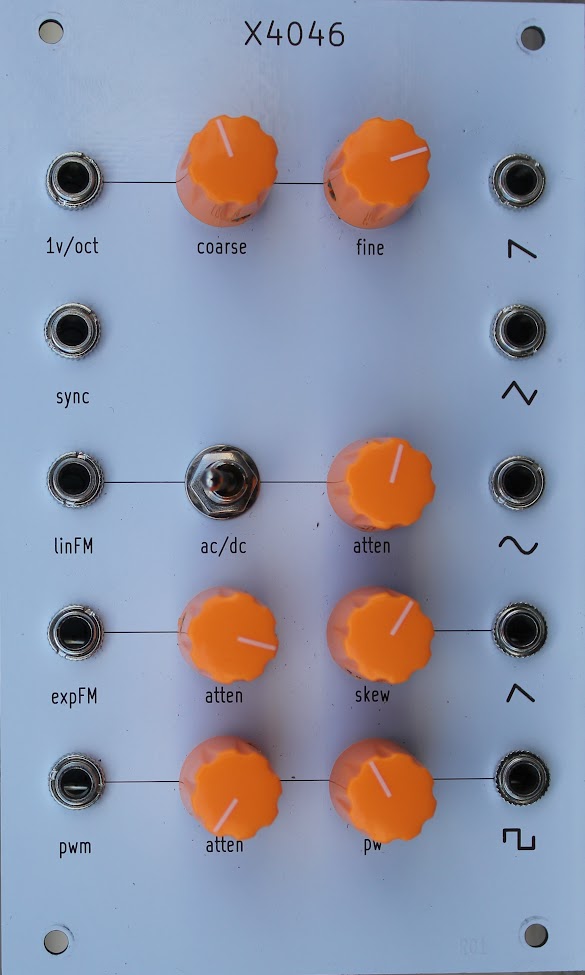 X4046
1v/oct
coarse
fine
sync
linFM
ac/dc
atten
expFM
atten
skew
pwm
atten
pw